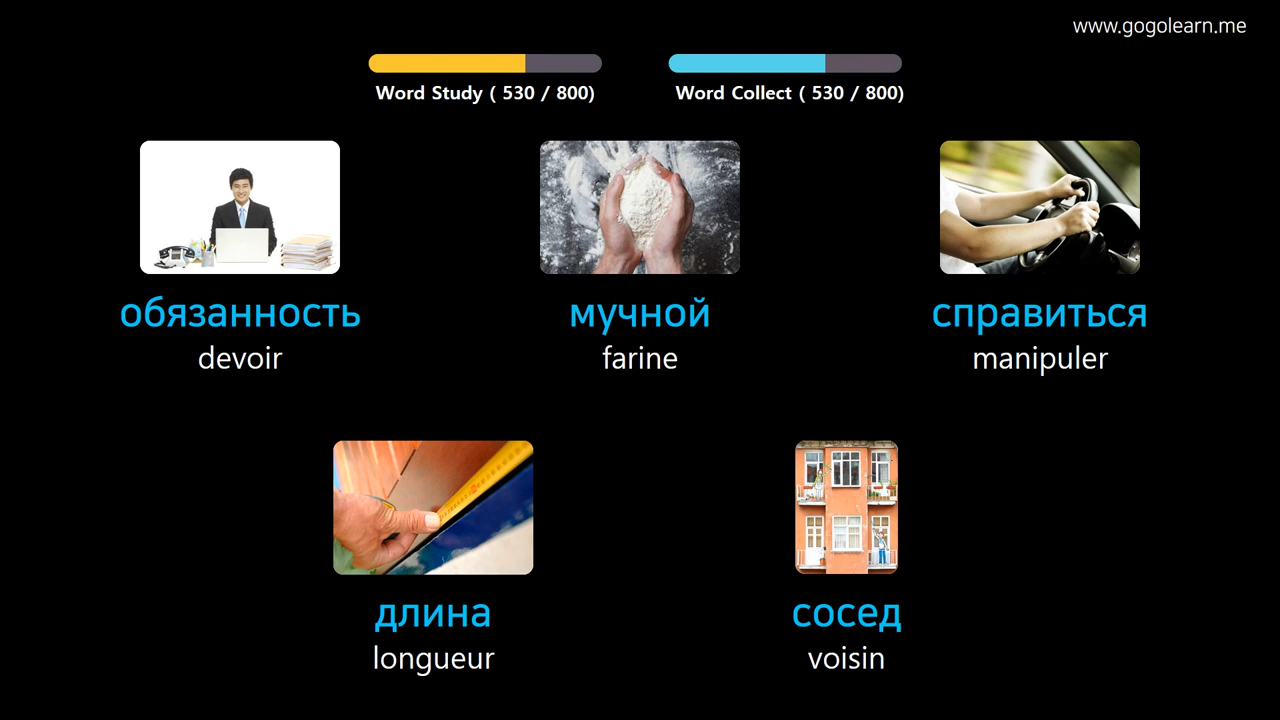 www.gogolearn.me
Word Study ( 530 / 800)
Word Collect ( 530 / 800)
обязанность
devoir
мучной
farine
справиться
manipuler
длина
longueur
сосед
voisin